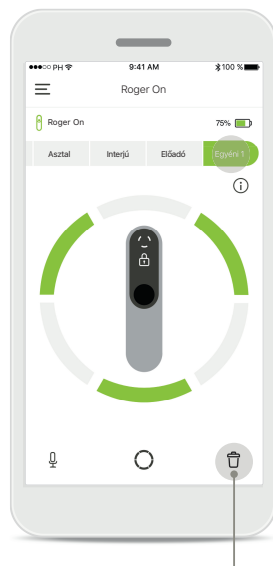 PH 9:41 AM 100 %
Roger On
Roger On 75%
Asztal Interjú Előadó Egyéni 1